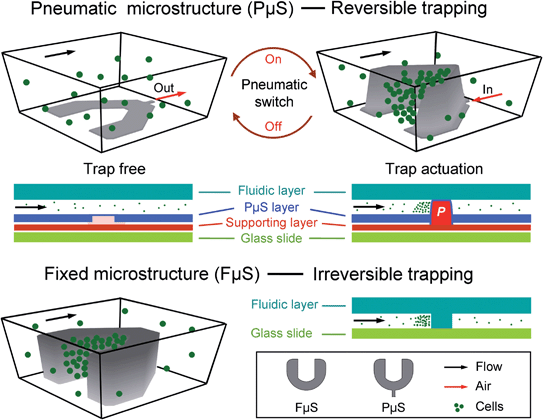 Pneumatic microstructure (PµS) — Reversible trapping
Out
On
Pneumatic
switch
Off
In
Trap free
Trap actuation
Fluidic layer
PµS layer
Supporting layer
Glass slide
P
Fixed microstructure (FµS) — Irreversible trapping
Fluidic layer
Glass slide
FµS
PµS
Flow
Air
Cells